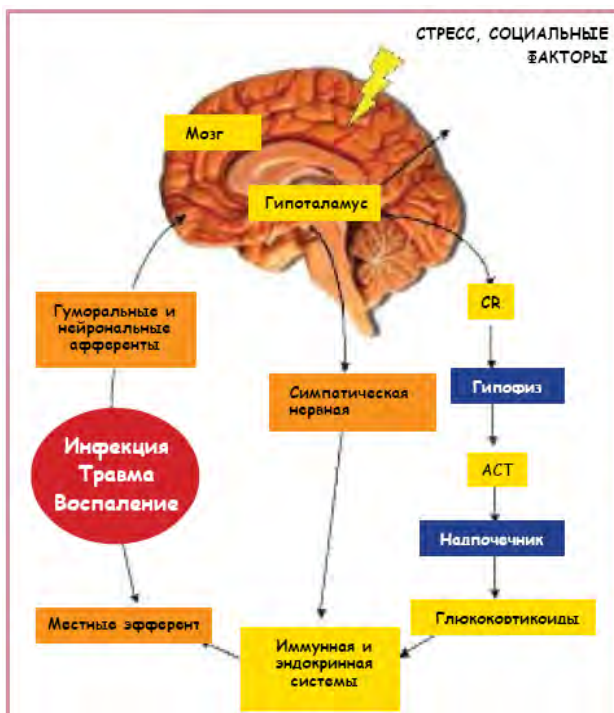 СТРЕСС, СОЦИАЛЬНЫЕ
ФАКТОРЫ
Мозг
Гипоталамус
Гуморальные и
нейрональные
афференты
CR
Гипофиз
Симпатическая
нервная
Инфекция
Травма
Воспаление
АСТ
Надпочечник
Местные эфферент
Иммунная и
эндокринная
системы
Глюкокортикоиды